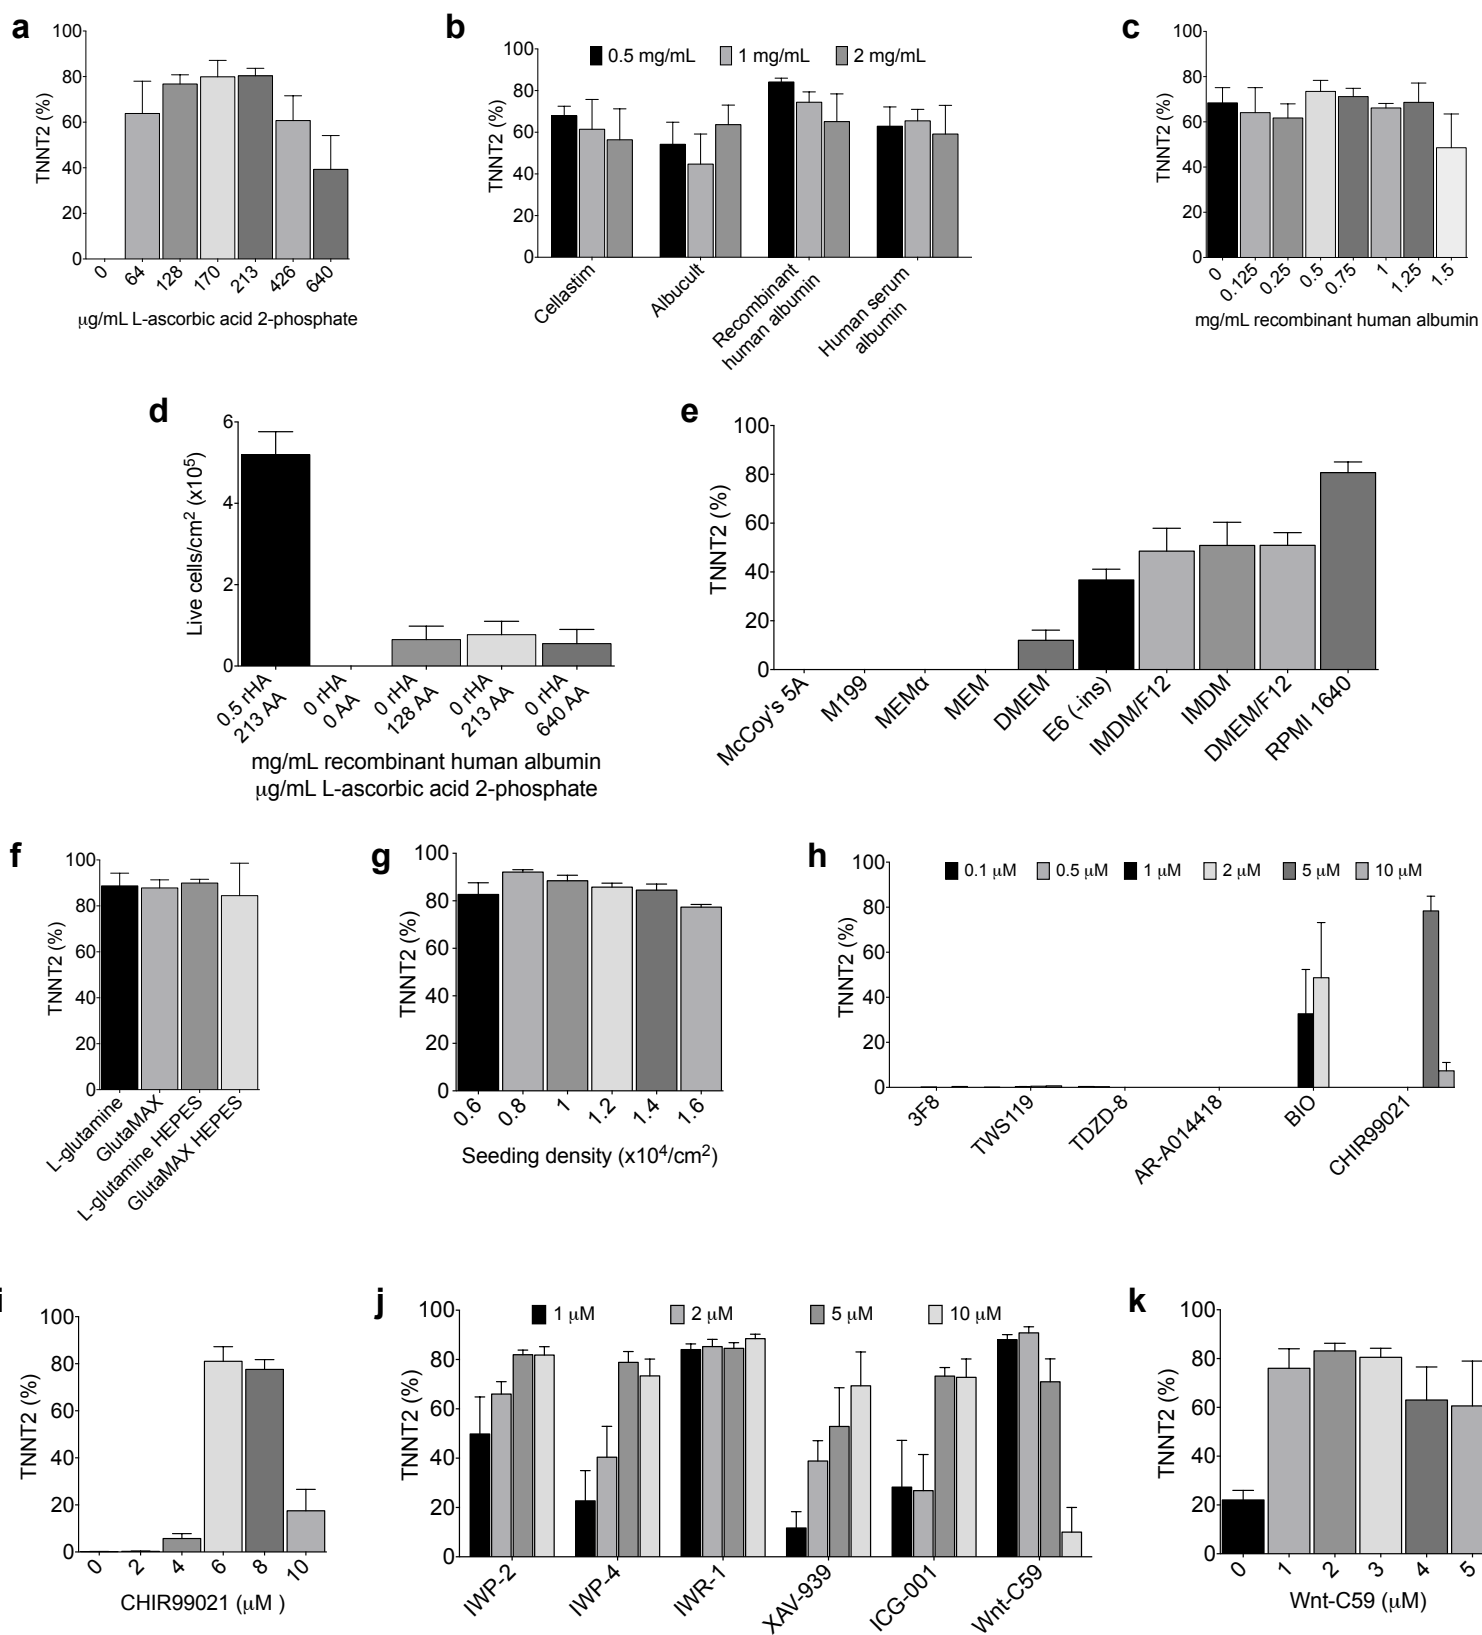 a
TNNT2 (%)
100
80
60
40
20
0
0 64 128 170 213 426 640
μg/mL L-ascorbic acid 2-phosphate
b
TNNT2 (%)
0.5 mg/mL 1 mg/mL 2 mg/mL
100
80
60
40
20
0
Cellastim
Albucult
Recombinant
human albumin
Human serum
albumin
c
TNNT2 (%)
100
80
60
40
20
0
0 0.125 0.25 0.5 0.75 1 1.25 1.5
mg/mL recombinant human albumin
d
Live cells/cm2 (x105)
6
4
2
0
0.5 rHA
213 AA
0 rHA
0 AA
0 rHA
128 AA
0 rHA
213 AA
0 rHA
640 AA
mg/mL recombinant human albumin
μg/mL L-ascorbic acid 2-phosphate
e
TNNT2 (%)
100
80
60
40
20
0
McCoy's 5A
M199
MEMα
MEM
DMEM
E6 (-ins)
IMDM/F12
IMDM
DMEM/F12
RPMI 1640
f
TNNT2 (%)
100
80
60
40
20
0
L-glutamine
GlutaMAX
L-glutamine HEPES
GlutaMAX HEPES
g
TNNT2 (%)
100
80
60
40
20
0
0.6 0.8 1 1.2 1.4 1.6
Seeding density (x104/cm2)
h
TNNT2 (%)
0.1 μM 0.5 μM 1 μM 2 μM 5 μM 10 μM
100
80
60
40
20
0
3F8
TWS119
TDZD-8
AR-A014418
BIO
CHIR99021
i
TNNT2 (%)
100
80
60
40
20
0
0 2 4 6 8 10
CHIR99021 (μM )
j
TNNT2 (%)
1 μM 2 μM 5 μM 10 μM
100
80
60
40
20
0
IWP-2
IWP-4
IWR-1
XAV-939
ICG-001
Wnt-C59
k
TNNT2 (%)
100
80
60
40
20
0
0 1 2 3 4 5
Wnt-C59 (μM)